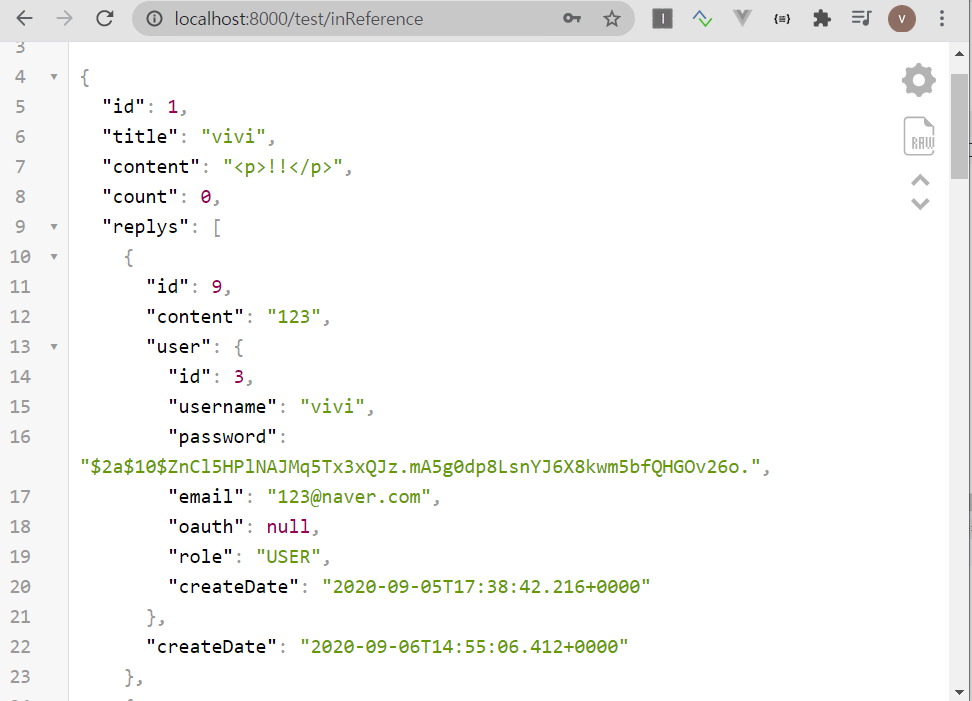 localhost:8000/test/inReference
V
3
4 {
5 "id": 1,
6 "title": "vivi",
7 "content": "<p>!!</p>",
8 "count": 0,
9 "replys": [
10 {
11 "id": 9,
12 "content": "123",
13 "user": {
14 "id": 3,
15 "username": "vivi",
16 "password":
"$2a$10$ZnCl5HPlNAJMq5Tx3xQJz.mA5g0dp8LsnYJ6X8kwm5bfQHGOv26o.",
17 "email": "123@naver.com",
18 "oauth": null,
19 "role": "USER",
20 "createDate": "2020-09-05T17:38:42.216+0000"
21 },
22 "createDate": "2020-09-06T14:55:06.412+0000"
23 },
RAW